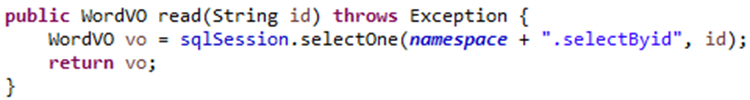 public WordVO read(String id) throws Exception {
    WordVO vo = sqlSession.selectOne(namespace + ".selectByid", id);
    return vo;
}